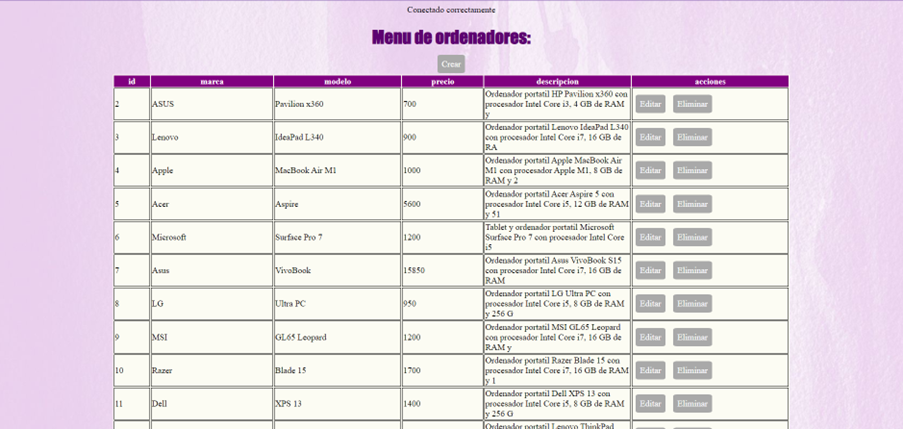 Conectado correctamente
Menu de ordenadores:
Crear
id marca modelo precio descripcion acciones
2 ASUS Pavilion x360 700 Ordenador portatil HP Pavilion x360 con
procesador Intel Core i3, 4 GB de RAM
y
Editar Eliminar
3 Lenovo IdeaPad L340 900 Ordenador portatil Lenovo IdeaPad L340
con procesador Intel Core i7, 16 GB de
RA
Editar Eliminar
4 Apple MacBook Air M1 1000 Ordenador portatil Apple MacBook Air
M1 con procesador Apple M1, 8 GB de
RAM y 2
Editar Eliminar
5 Acer Aspire 5600 Ordenador portatil Acer Aspire 5 con
procesador Intel Core i5, 12 GB de RAM
y 51
Editar Eliminar
6 Microsoft Surface Pro 7 1200 Tablet y ordenador portatil Microsoft
Surface Pro 7 con procesador Intel Core
i5
Editar Eliminar
7 Asus VivoBook 15850 Ordenador portatil Asus VivoBook S15
con procesador Intel Core i7, 16 GB de
RAM
Editar Eliminar
8 LG Ultra PC 950 Ordenador portatil LG Ultra PC con
procesador Intel Core i5, 8 GB de RAM
y 256 G
Editar Eliminar
9 MSI GL65 Leopard 1200 Ordenador portatil MSI GL65 Leopard
con procesador Intel Core i7, 16 GB de
RAM y
Editar Eliminar
10 Razer Blade 15 1700 Ordenador portatil Razer Blade 15 con
procesador Intel Core i7, 16 GB de RAM
y 1
Editar Eliminar
11 Dell XPS 13 1400 Ordenador portatil Dell XPS 13 con
procesador Intel Core i5, 8 GB de RAM
y 256 G
Editar Eliminar
Ordenador portatil Lenovo ThinkPad